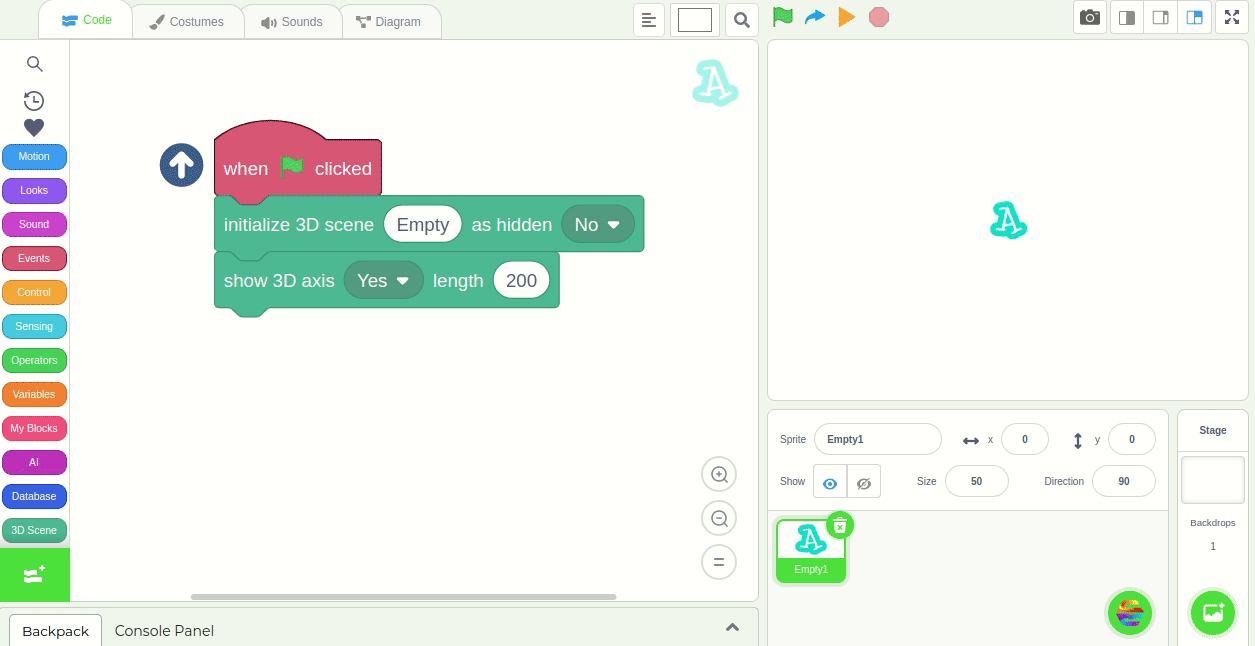 Code
Costumes
Sounds
Diagram
Motion
Looks
Sound
Events
Control
Sensing
Operators
Variables
My Blocks
AI
Database
3D Scene
A
when clicked
initialize 3D scene Empty as hidden No
show 3D axis Yes length 200
Backpack
Console Panel
A
Sprite Empty1 x 0 y 0
Show Size 50 Direction 90
A
Empty1
Stage
Backdrops
1